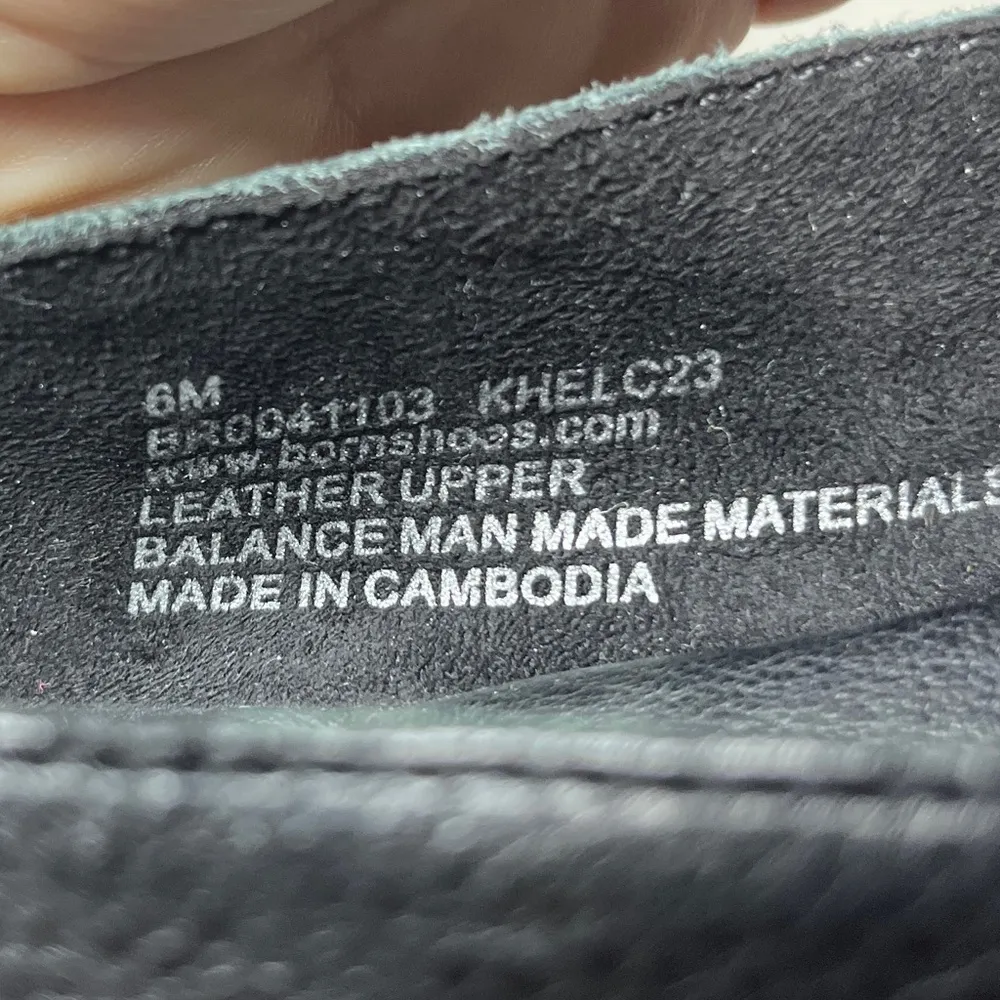 6M
BR0041103 KHELC23
www.bornshoes.com
LEATHER UPPER
BALANCE MAN MADE MATERIALS
MADE IN CAMBODIA